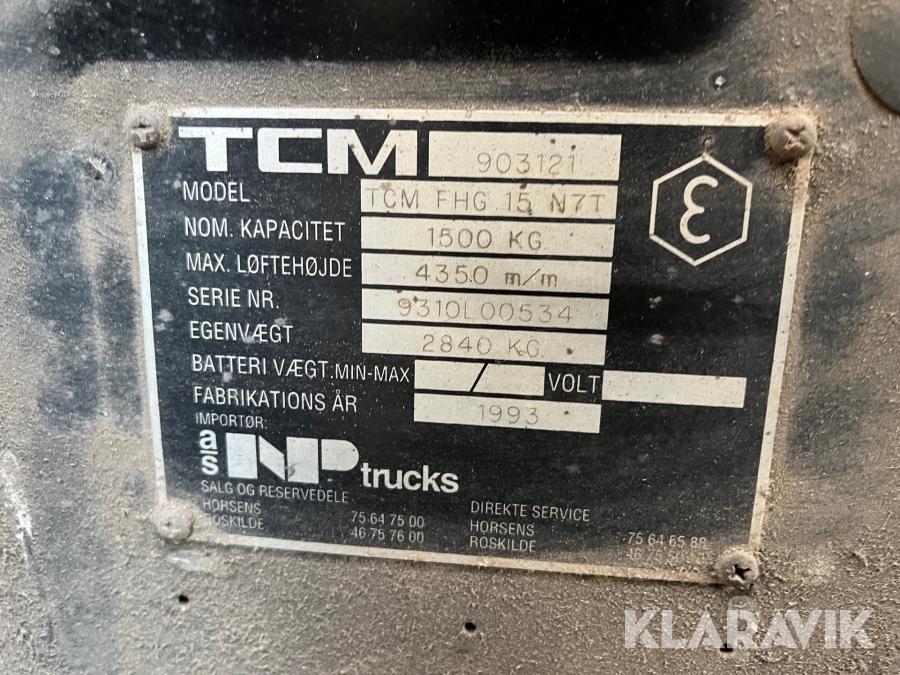 TCM 903121
MODEL TCM FHG 15 N7T
NOM. KAPACITET 1500 KG.
MAX. LØFTEHØJDE 4350 m/m
SERIE NR. 9310L00534
EGENVÆGT 2840 KG.
BATTERI VÆGT: MIN-MAX / VOLT
FABRIKATIONS ÅR 1993
IMPORTØR:
a/s NP trucks
SALG OG RESERVEDELE
HORSENS 75 64 75 00
ROSKILDE 46 75 76 00
DIREKTE SERVICE
HORSENS 75 64 65 88
ROSKILDE 46
KLARAVIK